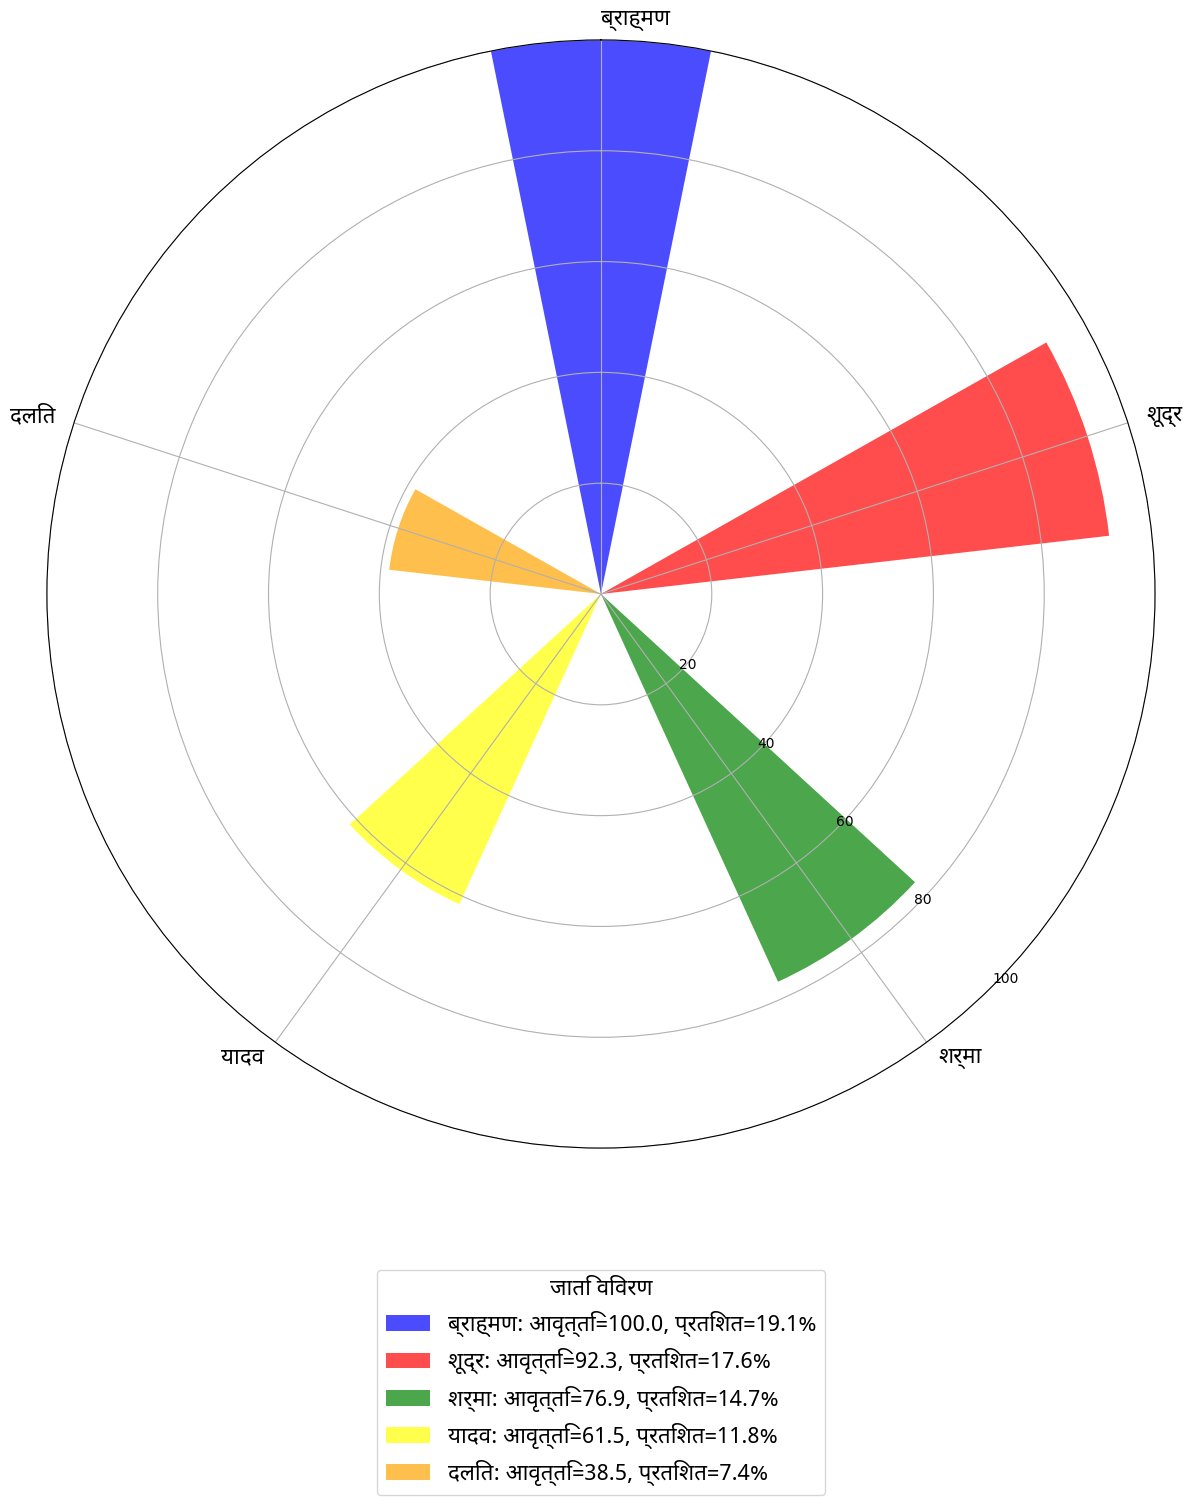 ब्राह्मण
शूद्र
दलित
20
40
60
80
100
यादव
शर्मा
जाति विवरण
ब्राह्मण: आवृत्ति=100.0, प्रतिशत=19.1%
शूद्र: आवृत्ति=92.3, प्रतिशत=17.6%
शर्मा: आवृत्ति=76.9, प्रतिशत=14.7%
यादव: आवृत्ति=61.5, प्रतिशत=11.8%
दलित: आवृत्ति=38.5, प्रतिशत=7.4%